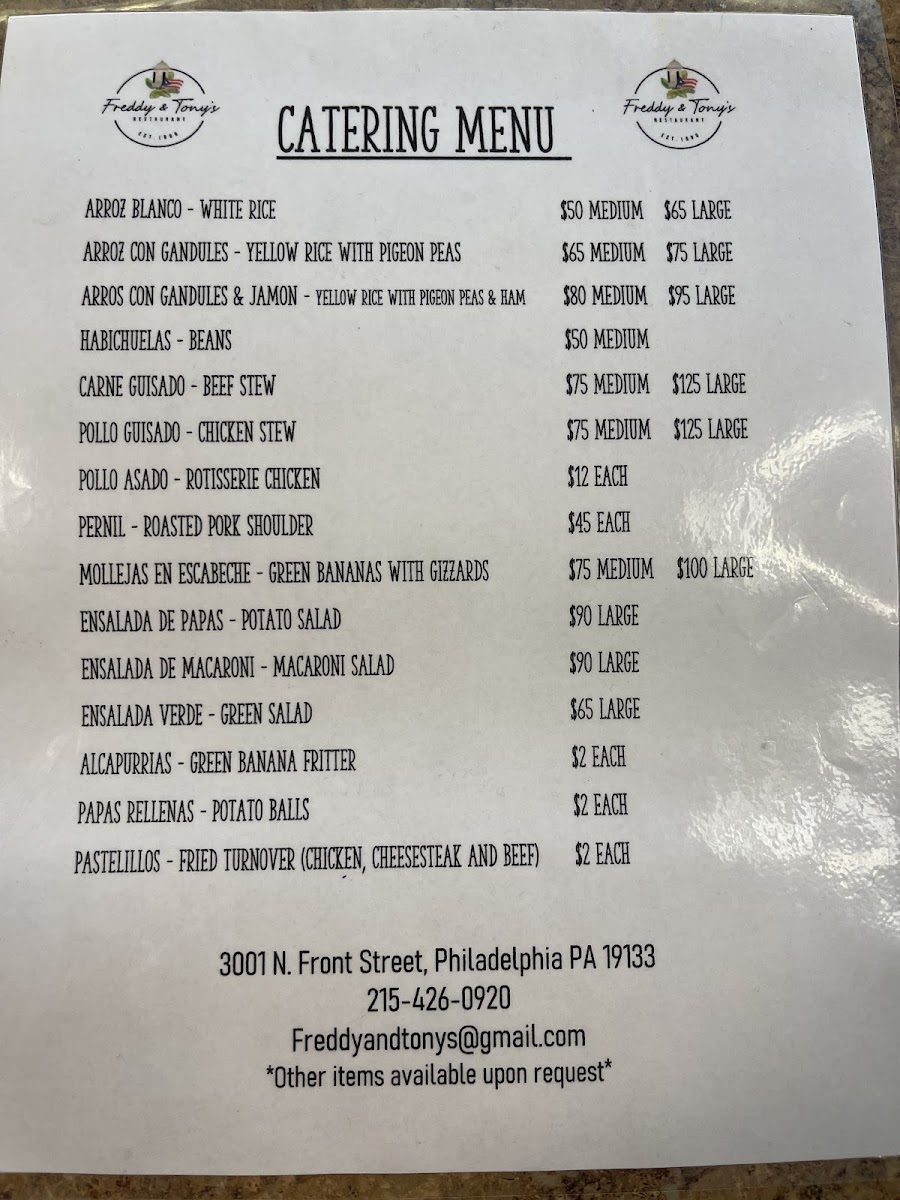 Freddy & Tony's
RESTAURANT
Freddy & Tony's
RESTAURANT
CATERING MENU
ARROZ BLANCO - WHITE RICE $50 MEDIUM $65 LARGE
ARROZ CON GANDULES - YELLOW RICE WITH PIGEON PEAS $65 MEDIUM $75 LARGE
ARROS CON GANDULES & JAMON - YELLOW RICE WITH PIGEON PEAS & HAM $80 MEDIUM $95 LARGE
HABICHUELAS - BEANS $50 MEDIUM
CARNE GUISADO - BEEF STEW $75 MEDIUM $125 LARGE
POLLO GUISADO - CHICKEN STEW $75 MEDIUM $125 LARGE
POLLO ASADO - ROTISSERIE CHICKEN $12 EACH
PERNIL - ROASTED PORK SHOULDER $45 EACH
MOLLEJAS EN ESCABECHE - GREEN BANANAS WITH GIZZARDS $75 MEDIUM $100 LARGE
ENSALADA DE PAPAS - POTATO SALAD $90 LARGE
ENSALADA DE MACARONI - MACARONI SALAD $90 LARGE
ENSALADA VERDE - GREEN SALAD $65 LARGE
ALCAPURRIAS - GREEN BANANA FRITTER $2 EACH
PAPAS RELLENAS - POTATO BALLS $2 EACH
PASTELILLOS - FRIED TURNOVER (CHICKEN, CHEESESTEAK AND BEEF) $2 EACH
3001 N. Front Street, Philadelphia PA 19133
215-426-0920
Freddyandtonys@gmail.com
*Other items available upon request*